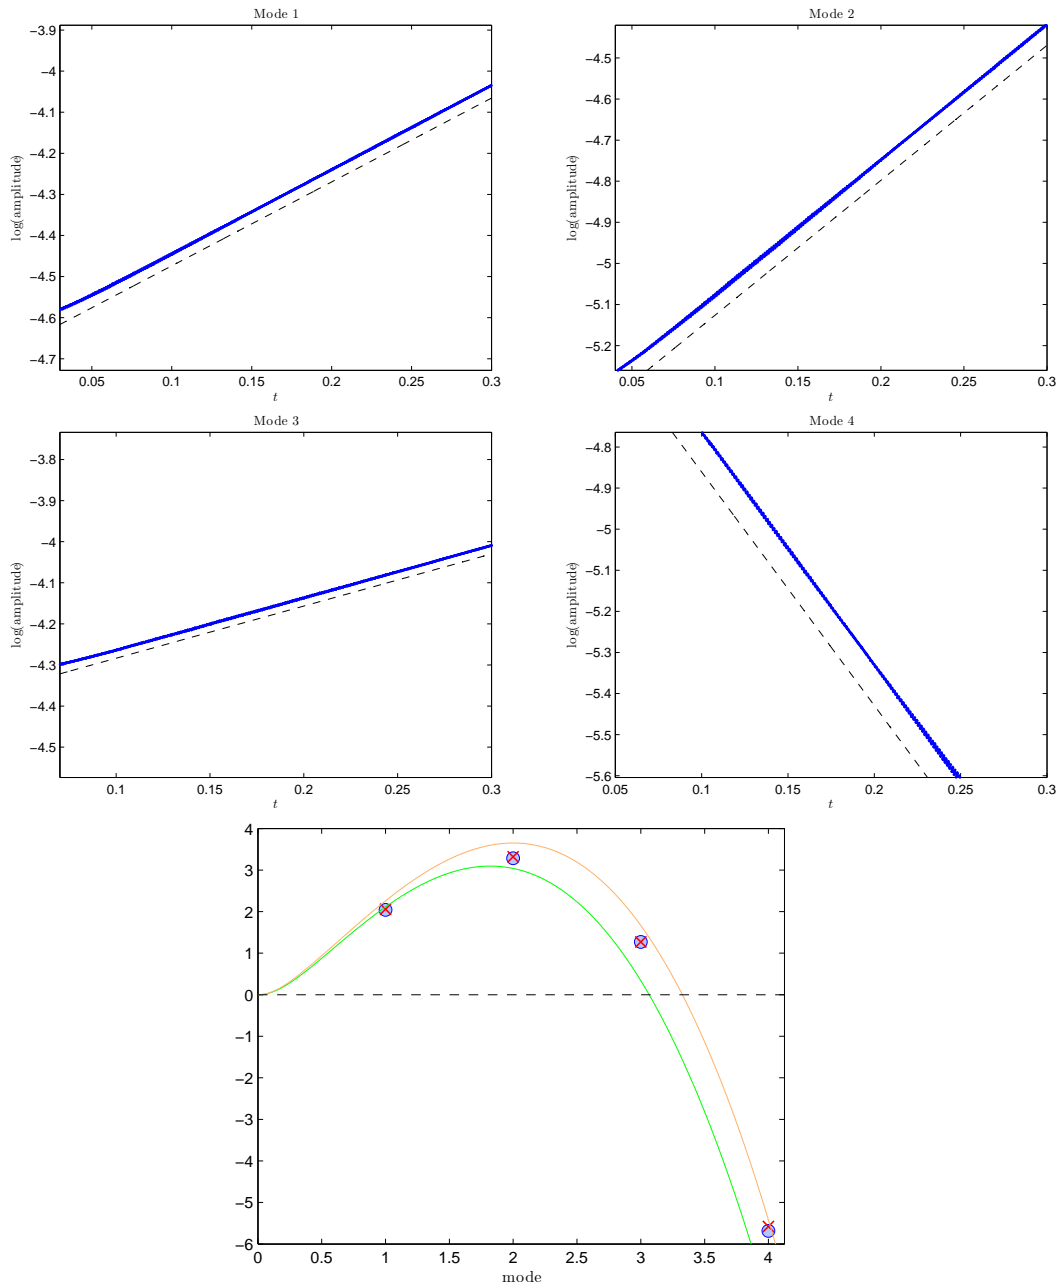 Mode 1
−3.9
−4
−4.1
−4.2
−4.3
−4.4
−4.5
−4.6
−4.7
log(amplitude)
0.05 0.1 0.15 0.2 0.25 0.3
t
Mode 2
−4.5
−4.6
−4.7
−4.8
−4.9
−5
−5.1
−5.2
log(amplitude)
0.05 0.1 0.15 0.2 0.25 0.3
t
Mode 3
−3.8
−3.9
−4
−4.1
−4.2
−4.3
−4.4
−4.5
log(amplitude)
0.1 0.15 0.2 0.25 0.3
t
Mode 4
−4.8
−4.9
−5
−5.1
−5.2
−5.3
−5.4
−5.5
−5.6
log(amplitude)
0.05 0.1 0.15 0.2 0.25 0.3
t
4
3
2
1
0
−1
−2
−3
−4
−5
−6
0 0.5 1 1.5 2 2.5 3 3.5 4
mode